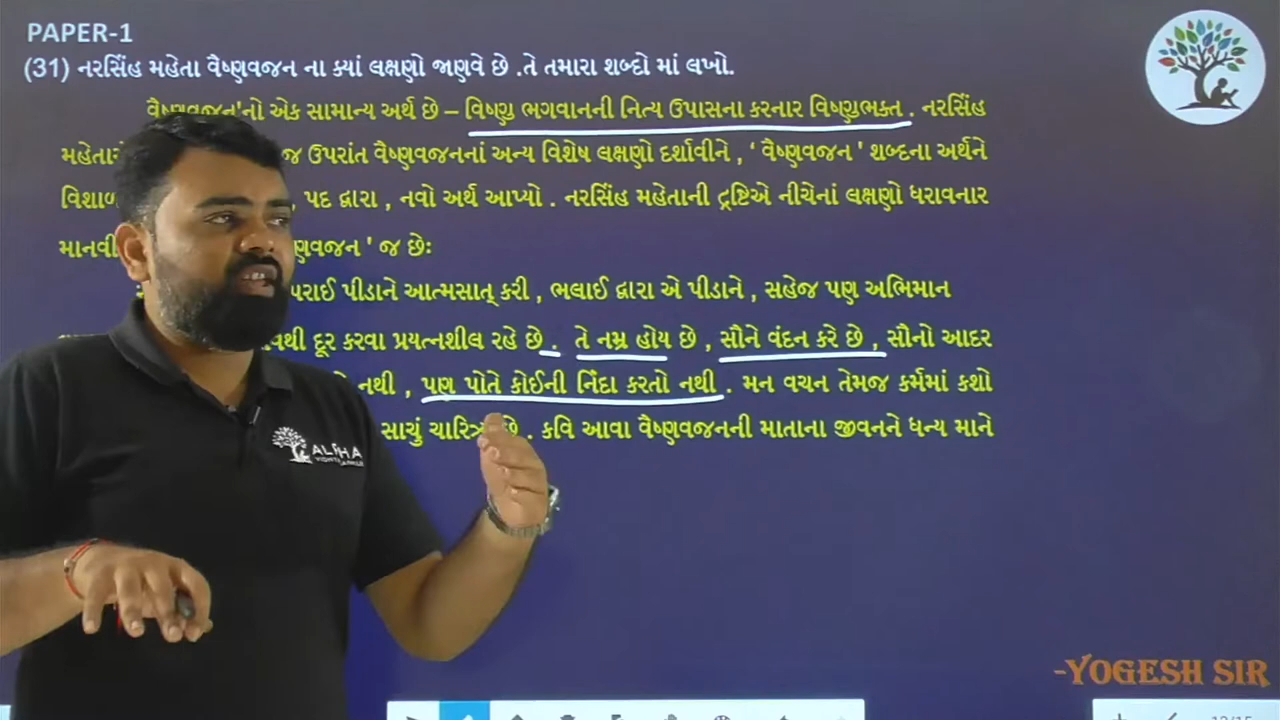 PAPER-1
(31) નરસિંહ મહેતા વૈષ્ણવજન ના ક્યાં લક્ષણો જાણવે છે .તે તમારા શબ્દો માં લખો.
વૈષ્ણવજન'નો એક સામાન્ય અર્થ છે – વિષ્ણુ ભગવાનની નિત્ય ઉપાસના કરનાર વિષ્ણુભક્ત . નરસિંહ
જ ઉપરાંત વૈષ્ણવજનનાં અન્ય વિશેષ લક્ષણો દર્શાવીને , ' વૈષ્ણવજન ' શબ્દના અર્થને
, પદ દ્વારા , નવો અર્થ આપ્યો . નરસિંહ મહેતાની દ્રષ્ટિએ નીચેનાં લક્ષણો ધરાવનાર
' જ છેઃ
પરાઈ પીડાને આત્મસાત્ કરી , ભલાઈ દ્વારા એ પીડાને , સહેજ પણ અભિમાન
દૂર કરવા પ્રયત્નશીલ રહે છે . તે નમ્ર હોય છે , સૌને વંદન કરે છે , સૌનો આદર
નથી , પણ પોતે કોઈની નિંદા કરતો નથી . મન વચન તેમજ કર્મમાં કશો
સાચું ચારિત્ર છે . કવિ આવા વૈષ્ણવજનની માતાના જીવનને ધન્ય માને
ALPHA
-YOGESH SIR